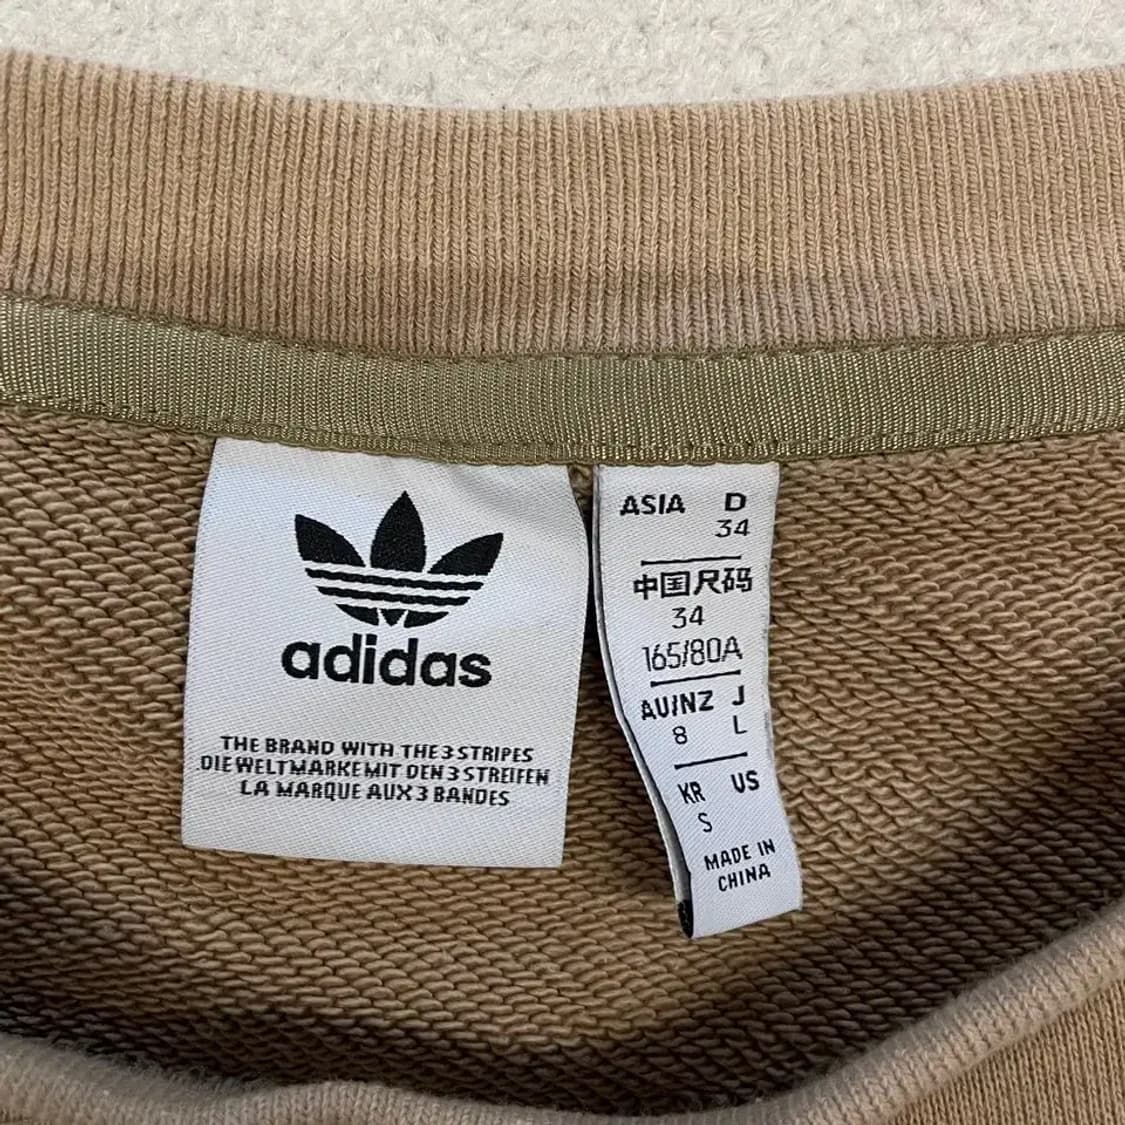 adidas
THE BRAND WITH THE 3 STRIPES
DIE WELTMARKE MIT DEN 3 STREIFEN
LA MARQUE AUX 3 BANDES
ASIA D
34
中国尺码
34
165/80A
AU/NZ J
8 L
KR US
S
MADE IN
CHINA